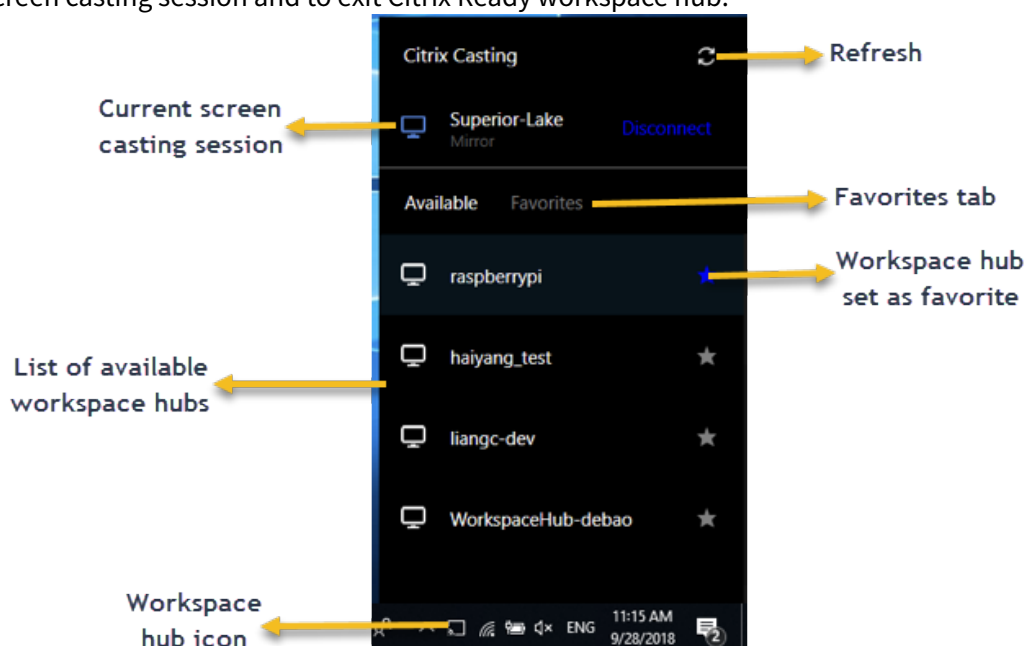 screen casting session and to exit Citrix Ready workspace hub.
Citrix Casting
Refresh
Current screen
casting session
Superior-Lake
Mirror
Disconnect
Available Favorites
Favorites tab
raspberrypi
Workspace hub
set as favorite
haiyang_test
List of available
workspace hubs
liangc-dev
WorkspaceHub-debao
Workspace
hub icon
ENG
11:15 AM
9/28/2018
2